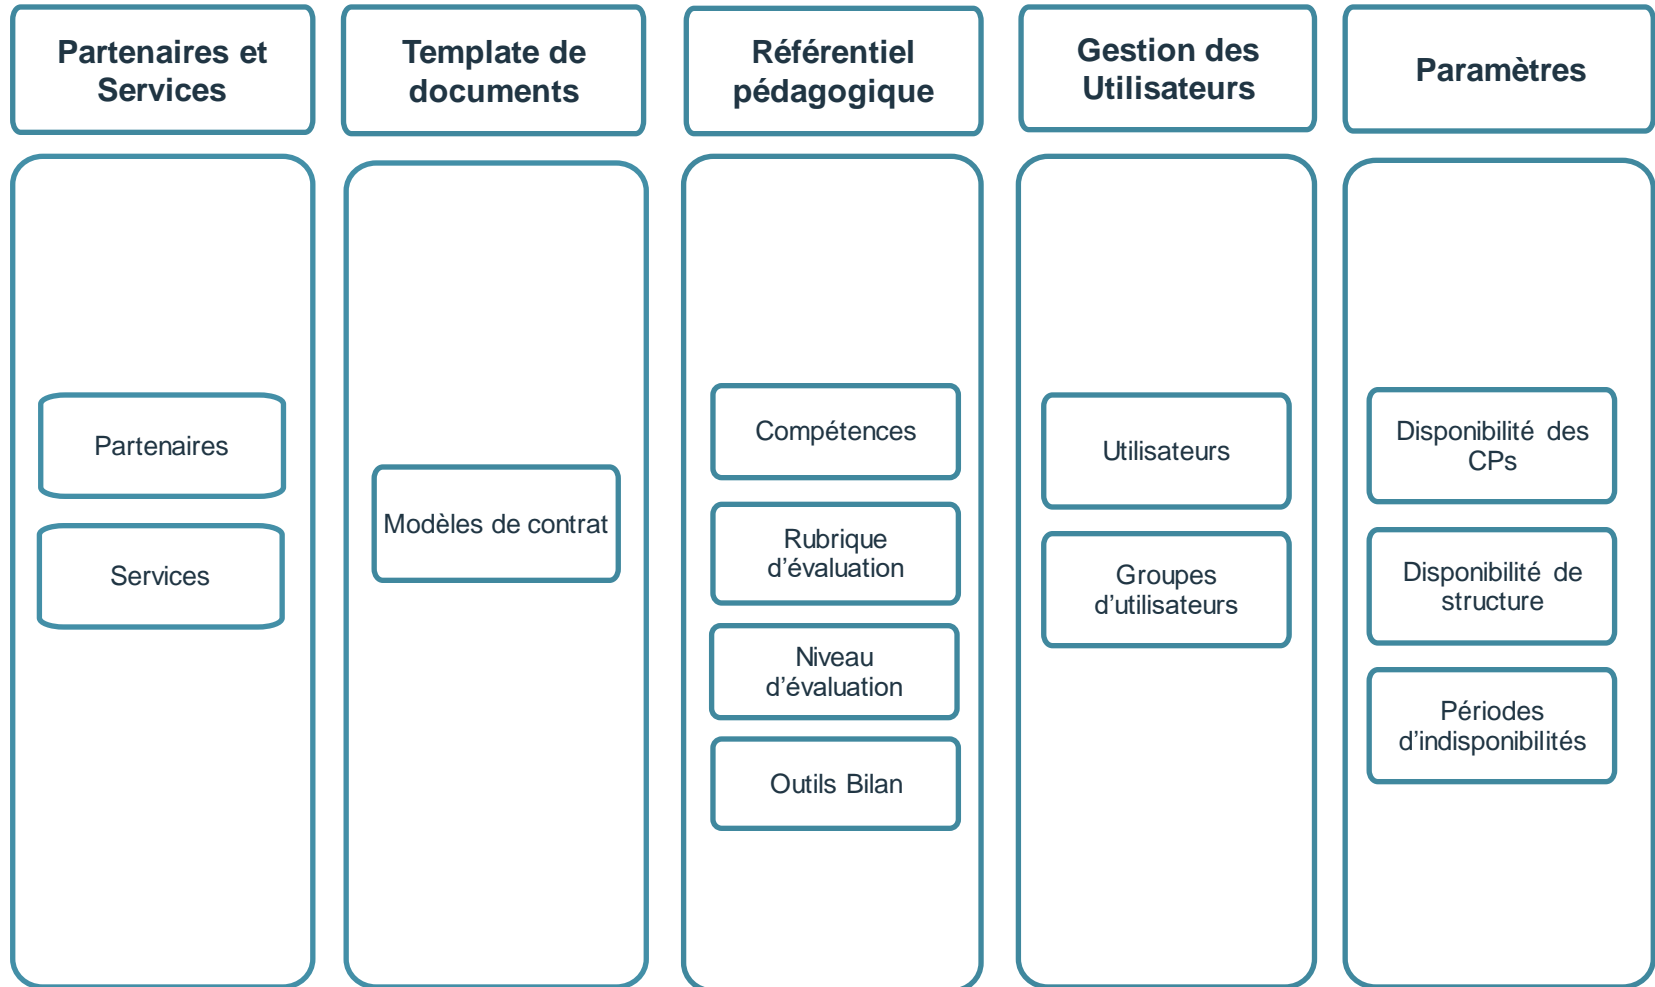 Partenaires et
Services
Template de
documents
Référentiel
pédagogique
Gestion des
Utilisateurs
Paramètres
Partenaires
Services
Modèles de contrat
Compétences
Rubrique
d’évaluation
Niveau
d’évaluation
Outils Bilan
Utilisateurs
Groupes
d’utilisateurs
Disponibilité des
CPs
Disponibilité de
structure
Périodes
d’indisponibilités